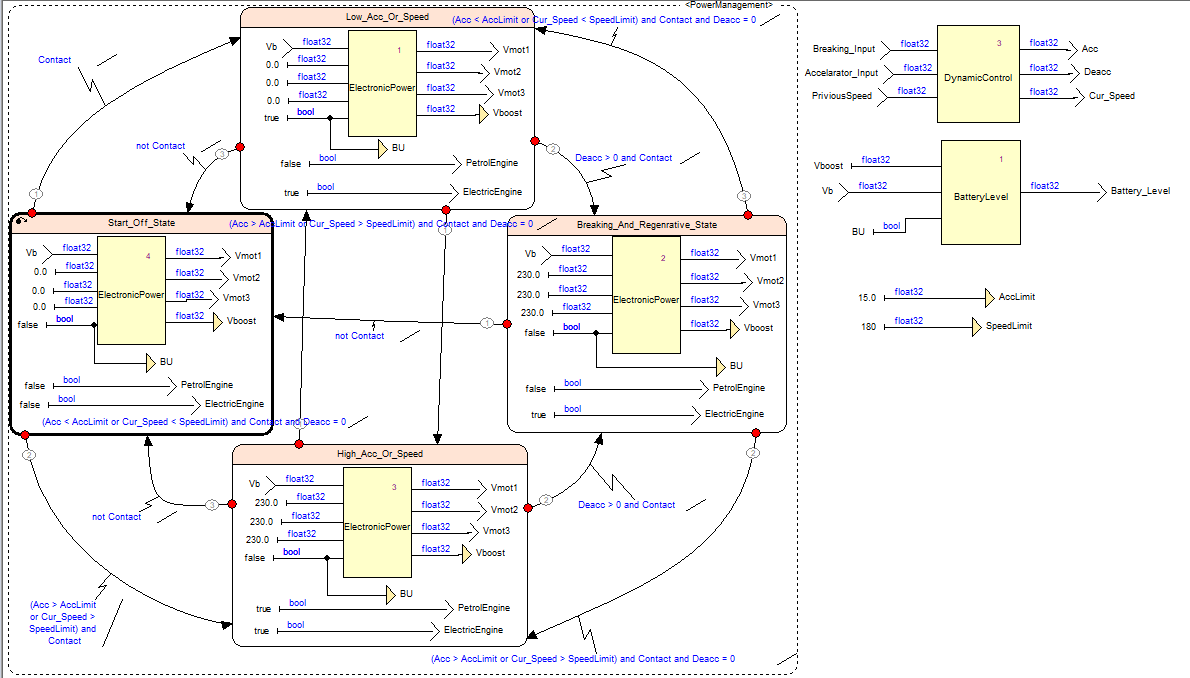 <PowerManagement>
Low_Acc_Or_Speed
(Acc < AccLimit or Cur_Speed < SpeedLimit) and Contact and Deacc = 0
Vb
float32
0.0
float32
0.0
float32
0.0
float32
true
bool
1
ElectronicPower
float32
Vmot1
float32
Vmot2
float32
Vmot3
float32
Vboost
BU
false
bool
PetrolEngine
true
bool
ElectricEngine
Contact
1
not Contact
3
2
Deacc > 0 and Contact
3
Start_Off_State
(Acc > AccLimit or Cur_Speed > SpeedLimit) and Contact and Deacc = 0
Vb
float32
0.0
float32
0.0
float32
0.0
float32
false
bool
4
ElectronicPower
float32
Vmot1
float32
Vmot2
float32
Vmot3
float32
Vboost
BU
false
bool
PetrolEngine
false
bool
ElectricEngine
(Acc < AccLimit or Cur_Speed < SpeedLimit) and Contact and Deacc = 0
not Contact
1
Breaking_And_Regenrative_State
Vb
float32
230.0
float32
230.0
float32
230.0
float32
false
bool
2
ElectronicPower
float32
Vmot1
float32
Vmot2
float32
Vmot3
float32
Vboost
BU
false
bool
PetrolEngine
true
bool
ElectricEngine
2
2
High_Acc_Or_Speed
Vb
float32
230.0
float32
230.0
float32
230.0
float32
false
bool
3
ElectronicPower
float32
Vmot1
float32
Vmot2
float32
Vmot3
float32
Vboost
BU
true
bool
PetrolEngine
true
bool
ElectricEngine
not Contact
3
2
Deacc > 0 and Contact
(Acc > AccLimit
or Cur_Speed >
SpeedLimit) and
Contact
(Acc > AccLimit or Cur_Speed > SpeedLimit) and Contact and Deacc = 0
Breaking_Input
float32
Accelarator_Input
float32
PriviousSpeed
float32
3
DynamicControl
float32
Acc
float32
Deacc
float32
Cur_Speed
Vboost
float32
Vb
float32
BU
bool
1
BatteryLevel
float32
Battery_Level
15.0
float32
AccLimit
180
float32
SpeedLimit